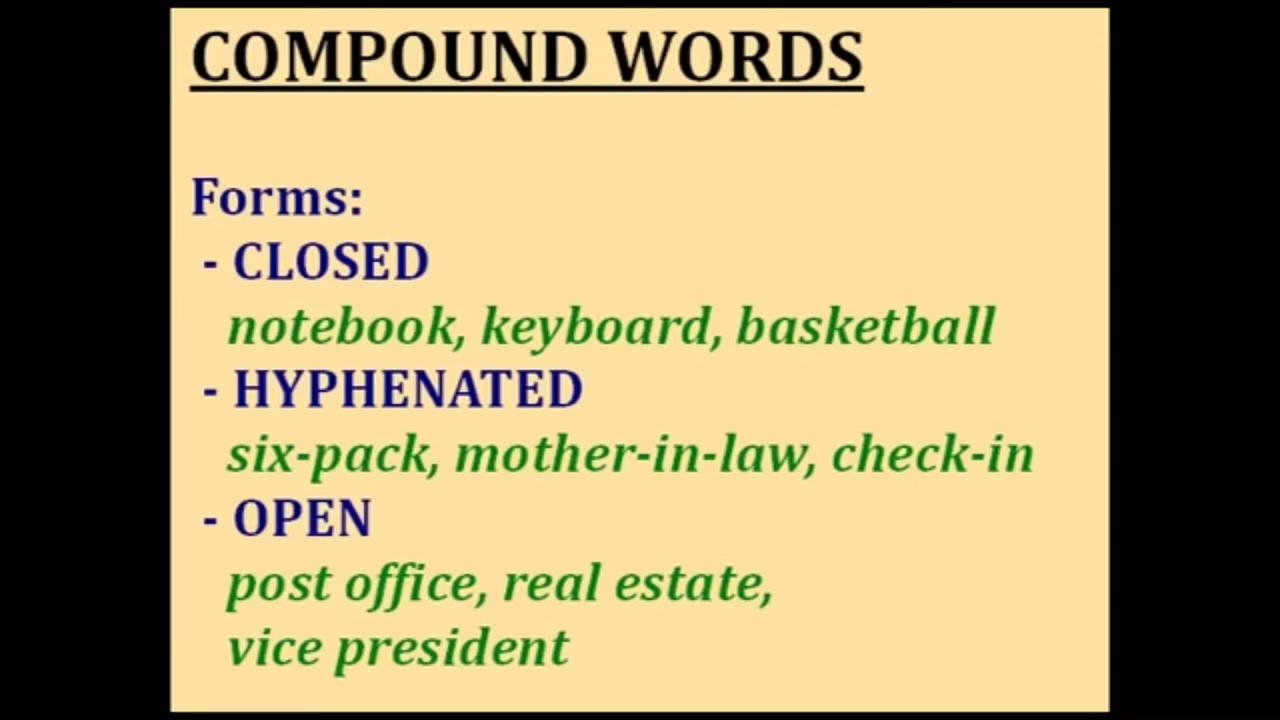 COMPOUND WORDS
Forms:
- CLOSED
notebook, keyboard, basketball
- HYPHENATED
six-pack, mother-in-law, check-in
- OPEN
post office, real estate,
vice president